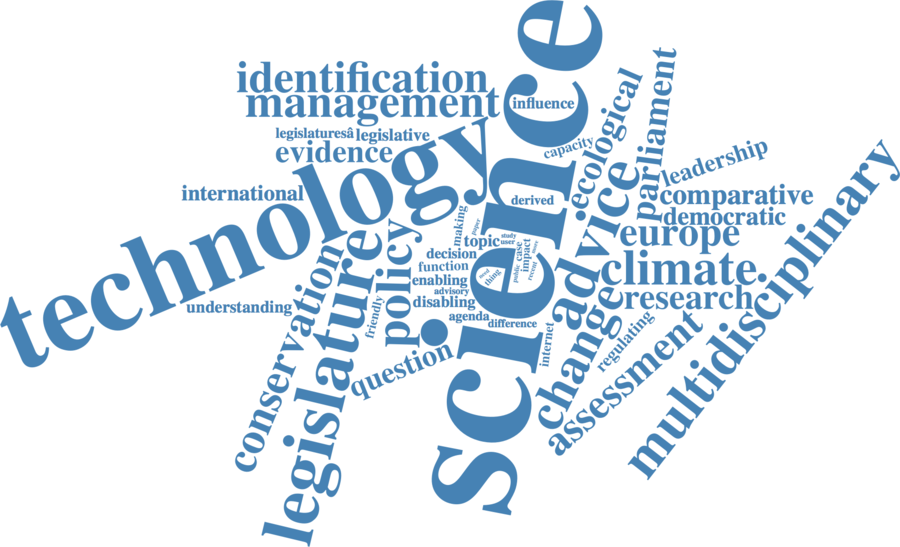 science
technology
identification
management
influence
legislaturesâ
legislative
evidence
international
capacity
ecological
parliament
leadership
comparative
democratic
multidisciplinary
derived
advice
europe
climate
research
change
regulating
assessment
internet
making
paper
topic
study
user
decision
function
enabling
advisory
disabling
agenda
difference
case
impact
public
recent
need
thing
policy
friendly
question
legislature
conservation
understanding